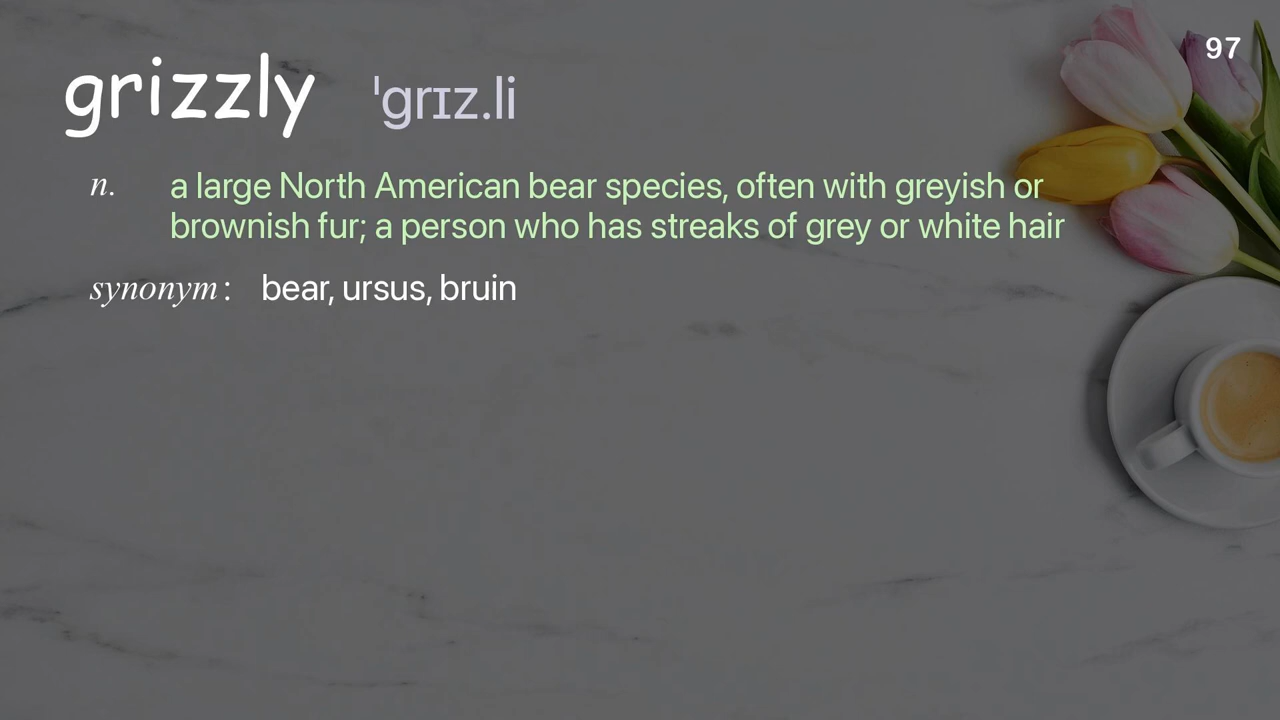 97
grizzly ˈgrɪz.li
n. a large North American bear species, often with greyish or
brownish fur; a person who has streaks of grey or white hair
synonym: bear, ursus, bruin